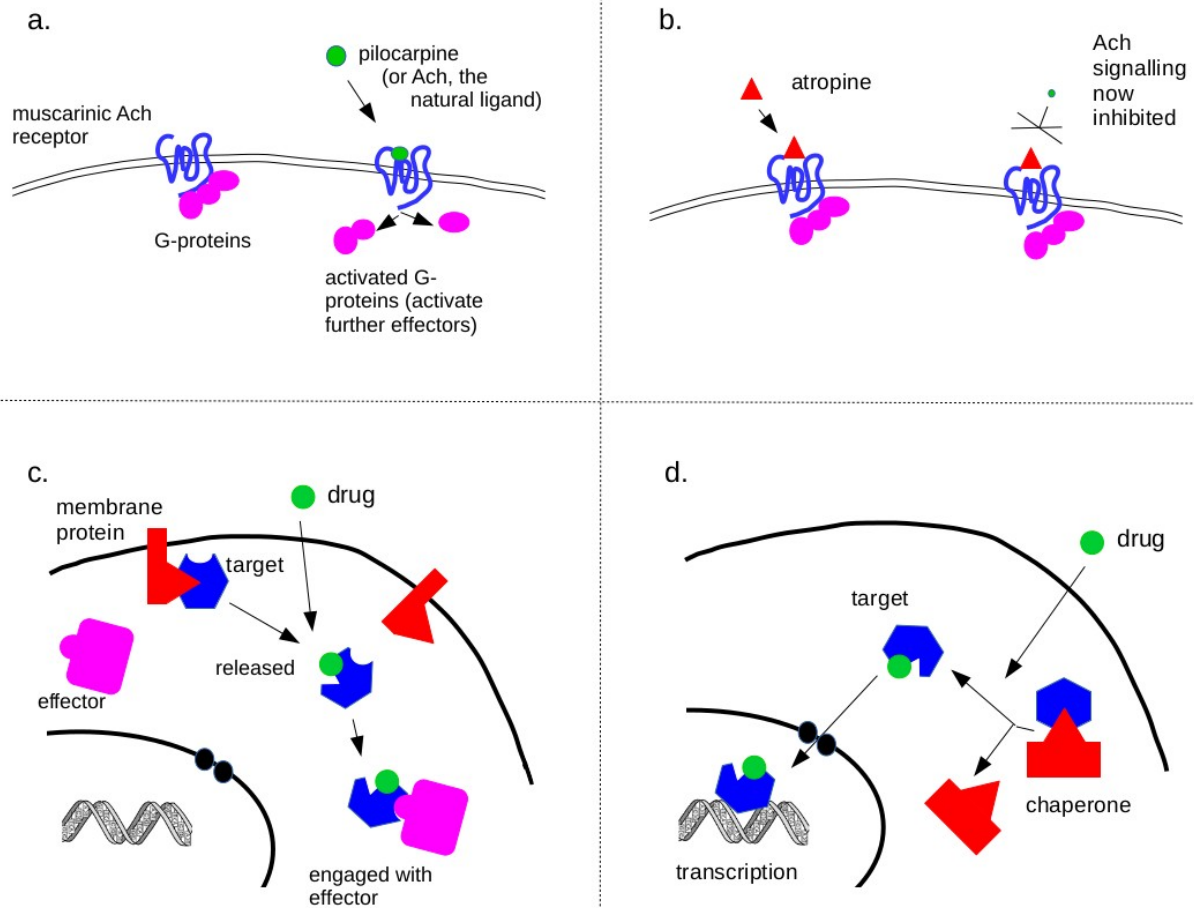 a.
pilocarpine
(or Ach, the
natural ligand)
muscarinic Ach
receptor
G-proteins
activated G-
proteins (activate
further effectors)
b.
atropine
Ach
signalling
now
inhibited
c.
membrane
protein
drug
target
released
effector
engaged with
effector
d.
drug
target
chaperone
transcription